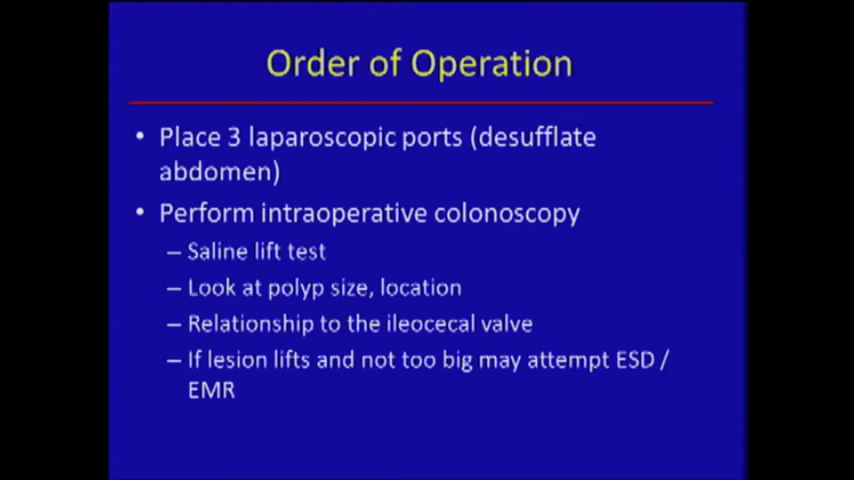 Order of Operation
• Place 3 laparoscopic ports (desufflate
abdomen)
• Perform intraoperative colonoscopy
– Saline lift test
– Look at polyp size, location
– Relationship to the ileocecal valve
– If lesion lifts and not too big may attempt ESD /
EMR